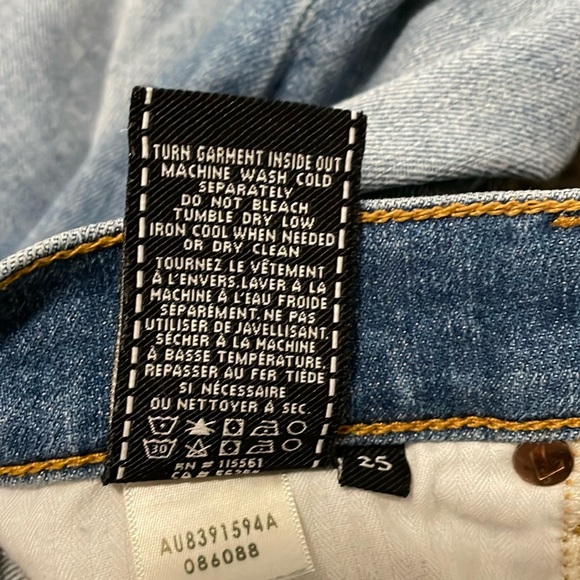 TURN GARMENT INSIDE OUT
MACHINE WASH COLD
SEPARATELY
DO NOT BLEACH
TUMBLE DRY LOW
IRON COOL WHEN NEEDED
OR DRY CLEAN
TOURNEZ LE VÊTEMENT
À L'ENVERS. LAVER À LA
MACHINE À L'EAU FROIDE
SÉPARÉMENT. NE PAS
UTILISER DE JAVELLISANT.
SÉCHER À LA MACHINE
À BASSE TEMPÉRATURE.
REPASSER AU FER TIÈDE
SI NÉCESSAIRE
OU NETTOYER À SEC.
30
RN # 115561
CA #
25
AU8391594A
086088